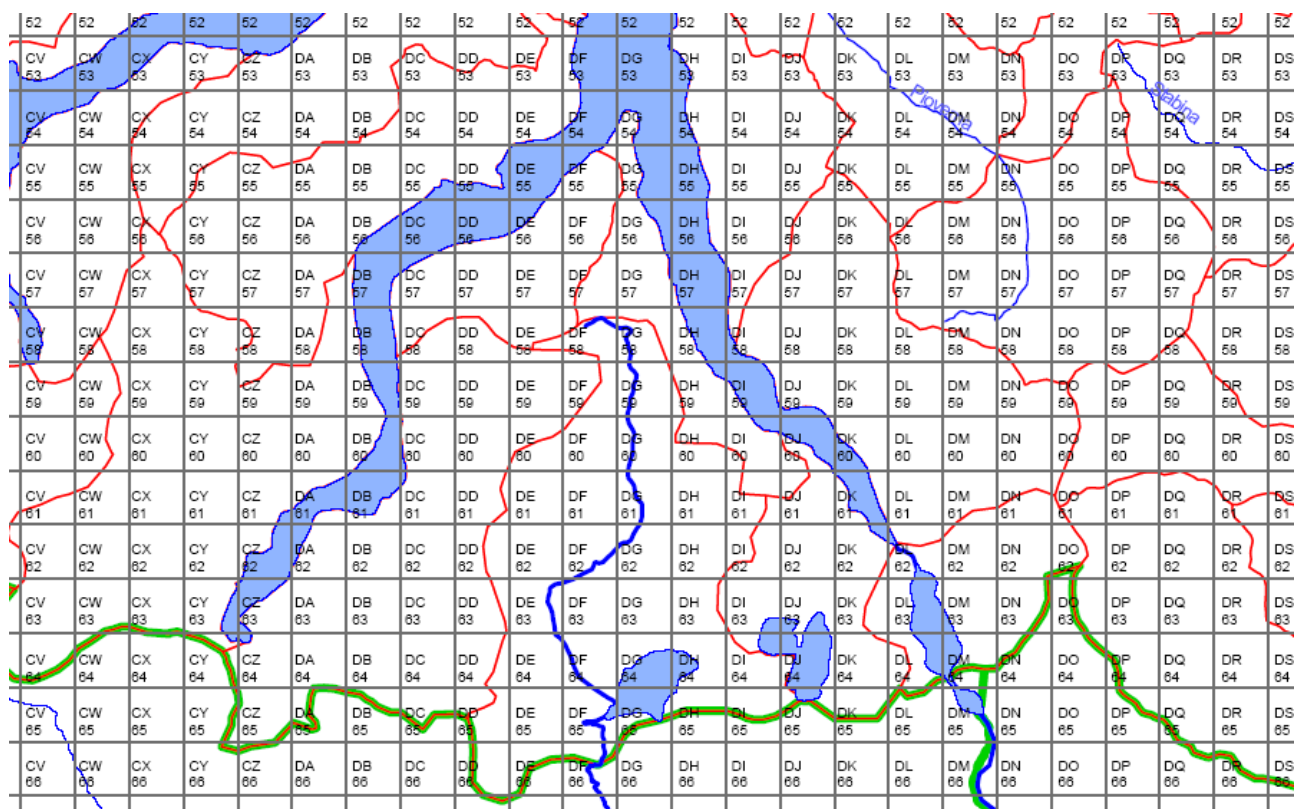 52 52 52 52 52 52 52 52 52 52 52 52 52 52 52 52 52 52 52 52 52 52 52 52
CV CW CX CY CZ DA DB DC DD DE DF DG DH DI DJ DK DL DM DN DO DP DQ DR DS
53 53 53 53 53 53 53 53 53 53 53 53 53 53 53 53 53 53 53 53 53 53 53 53
Pioverna
Stabina
CV CW CX CY CZ DA DB DC DD DE DF DG DH DI DJ DK DL DM DN DO DP DQ DR DS
54 54 54 54 54 54 54 54 54 54 54 54 54 54 54 54 54 54 54 54 54 54 54 54
CV CW CX CY CZ DA DB DC DD DE DF DG DH DI DJ DK DL DM DN DO DP DQ DR DS
55 55 55 55 55 55 55 55 55 55 55 55 55 55 55 55 55 55 55 55 55 55 55 55
CV CW CX CY CZ DA DB DC DD DE DF DG DH DI DJ DK DL DM DN DO DP DQ DR DS
56 56 56 56 56 56 56 56 56 56 56 56 56 56 56 56 56 56 56 56 56 56 56 56
CV CW CX CY CZ DA DB DC DD DE DF DG DH DI DJ DK DL DM DN DO DP DQ DR DS
57 57 57 57 57 57 57 57 57 57 57 57 57 57 57 57 57 57 57 57 57 57 57 57
CV CW CX CY CZ DA DB DC DD DE DF DG DH DI DJ DK DL DM DN DO DP DQ DR DS
58 58 58 58 58 58 58 58 58 58 58 58 58 58 58 58 58 58 58 58 58 58 58 58
CV CW CX CY CZ DA DB DC DD DE DF DG DH DI DJ DK DL DM DN DO DP DQ DR DS
59 59 59 59 59 59 59 59 59 59 59 59 59 59 59 59 59 59 59 59 59 59 59 59
CV CW CX CY CZ DA DB DC DD DE DF DG DH DI DJ DK DL DM DN DO DP DQ DR DS
60 60 60 60 60 60 60 60 60 60 60 60 60 60 60 60 60 60 60 60 60 60 60 60
CV CW CX CY CZ DA DB DC DD DE DF DG DH DI DJ DK DL DM DN DO DP DQ DR DS
61 61 61 61 61 61 61 61 61 61 61 61 61 61 61 61 61 61 61 61 61 61 61 61
CV CW CX CY CZ DA DB DC DD DE DF DG DH DI DJ DK DL DM DN DO DP DQ DR DS
62 62 62 62 62 62 62 62 62 62 62 62 62 62 62 62 62 62 62 62 62 62 62 62
CV CW CX CY CZ DA DB DC DD DE DF DG DH DI DJ DK DL DM DN DO DP DQ DR DS
63 63 63 63 63 63 63 63 63 63 63 63 63 63 63 63 63 63 63 63 63 63 63 63
CV CW CX CY CZ DA DB DC DD DE DF DG DH DI DJ DK DL DM DN DO DP DQ DR DS
64 64 64 64 64 64 64 64 64 64 64 64 64 64 64 64 64 64 64 64 64 64 64 64
CV CW CX CY CZ DA DB DC DD DE DF DG DH DI DJ DK DL DM DN DO DP DQ DR DS
65 65 65 65 65 65 65 65 65 65 65 65 65 65 65 65 65 65 65 65 65 65 65 65
CV CW CX CY CZ DA DB DC DD DE DF DG DH DI DJ DK DL DM DN DO DP DQ DR DS
66 66 66 66 66 66 66 66 66 66 66 66 66 66 66 66 66 66 66 66 66 66 66 66